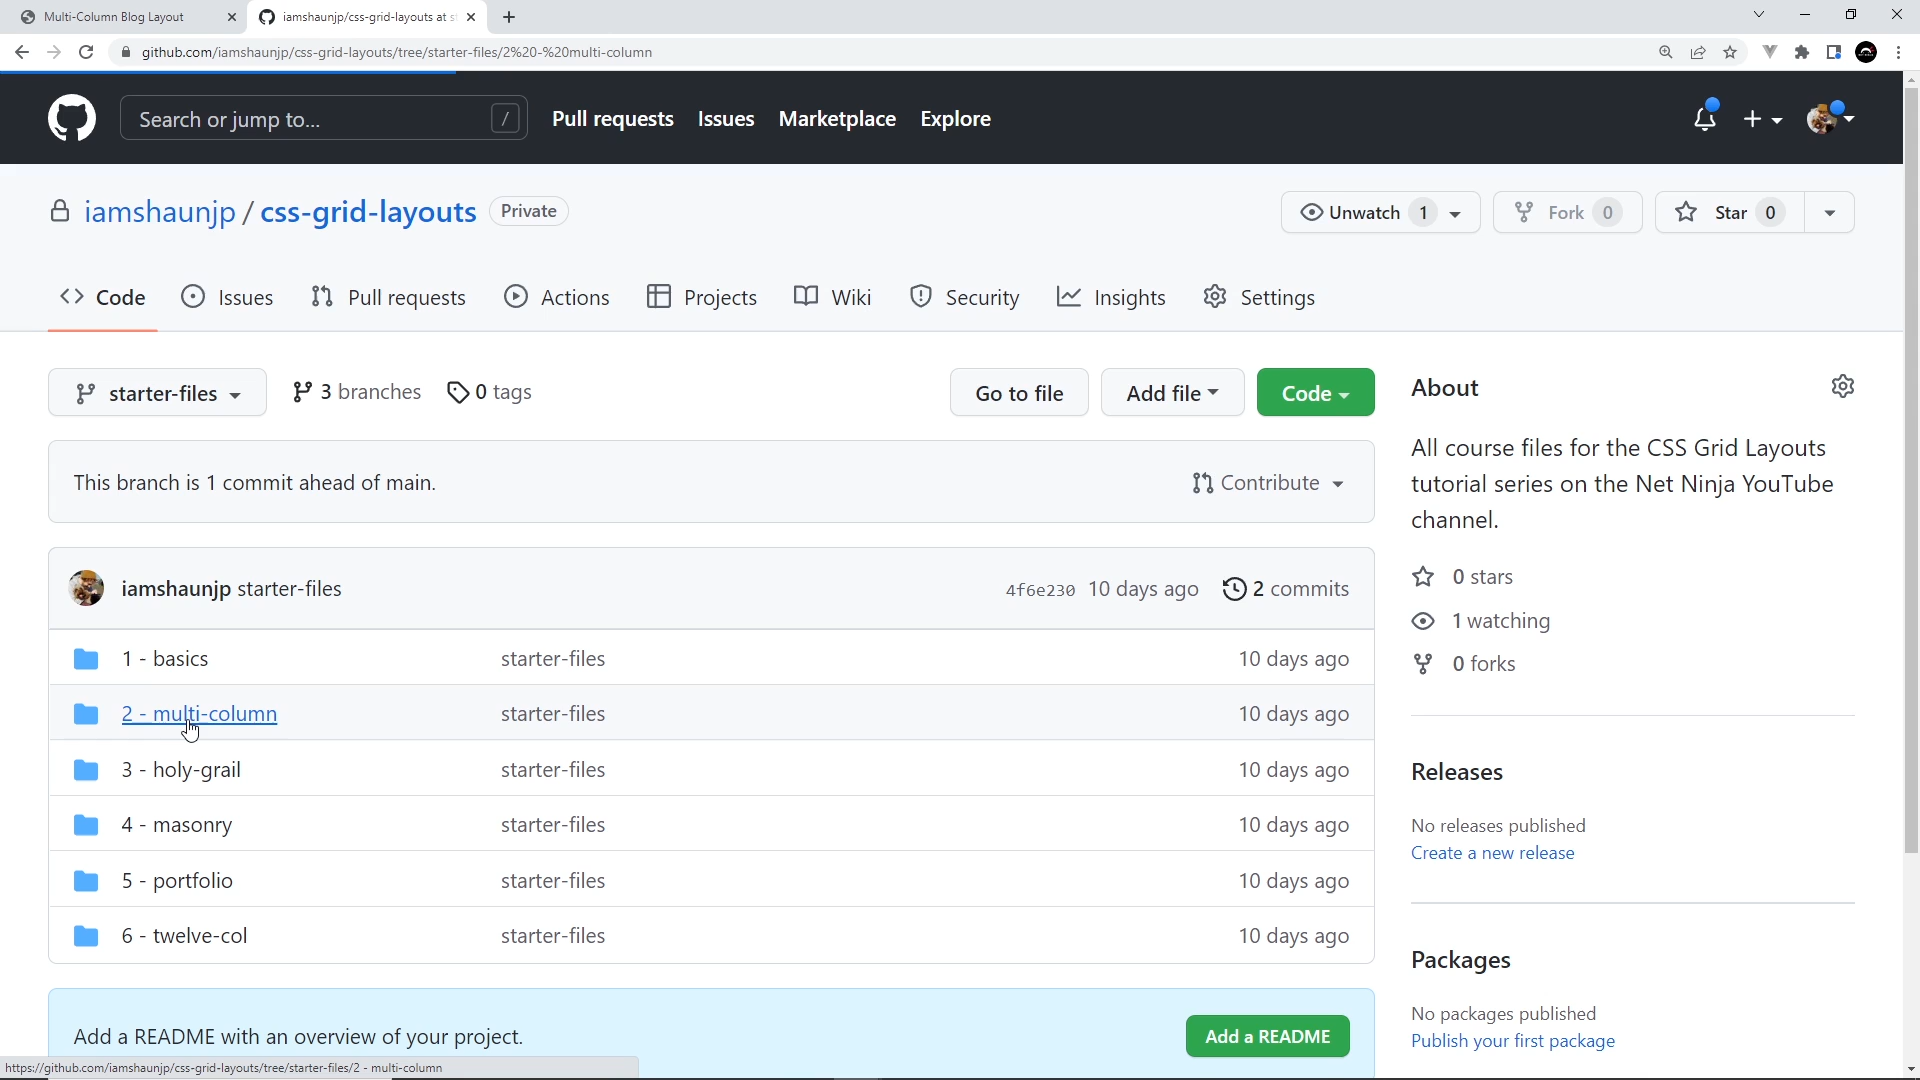 Multi-Column Blog Layout
iamshaunjp/css-grid-layouts at s
github.com/iamshaunjp/css-grid-layouts/tree/starter-files/2%20-%20multi-column
Search or jump to...
/
Pull requests
Issues
Marketplace
Explore
iamshaunjp / css-grid-layouts
Private
Unwatch 1
Fork 0
Star 0
Code
Issues
Pull requests
Actions
Projects
Wiki
Security
Insights
Settings
starter-files
3 branches
0 tags
Go to file
Add file
Code
This branch is 1 commit ahead of main.
Contribute
iamshaunjp starter-files
4f6e230 10 days ago
2 commits
1 - basics
starter-files
10 days ago
2 - multi-column
starter-files
10 days ago
3 - holy-grail
starter-files
10 days ago
4 - masonry
starter-files
10 days ago
5 - portfolio
starter-files
10 days ago
6 - twelve-col
starter-files
10 days ago
Add a README with an overview of your project.
Add a README
About
All course files for the CSS Grid Layouts
tutorial series on the Net Ninja YouTube
channel.
0 stars
1 watching
0 forks
Releases
No releases published
Create a new release
Packages
No packages published
Publish your first package
https://github.com/iamshaunjp/css-grid-layouts/tree/starter-files/2 - multi-column